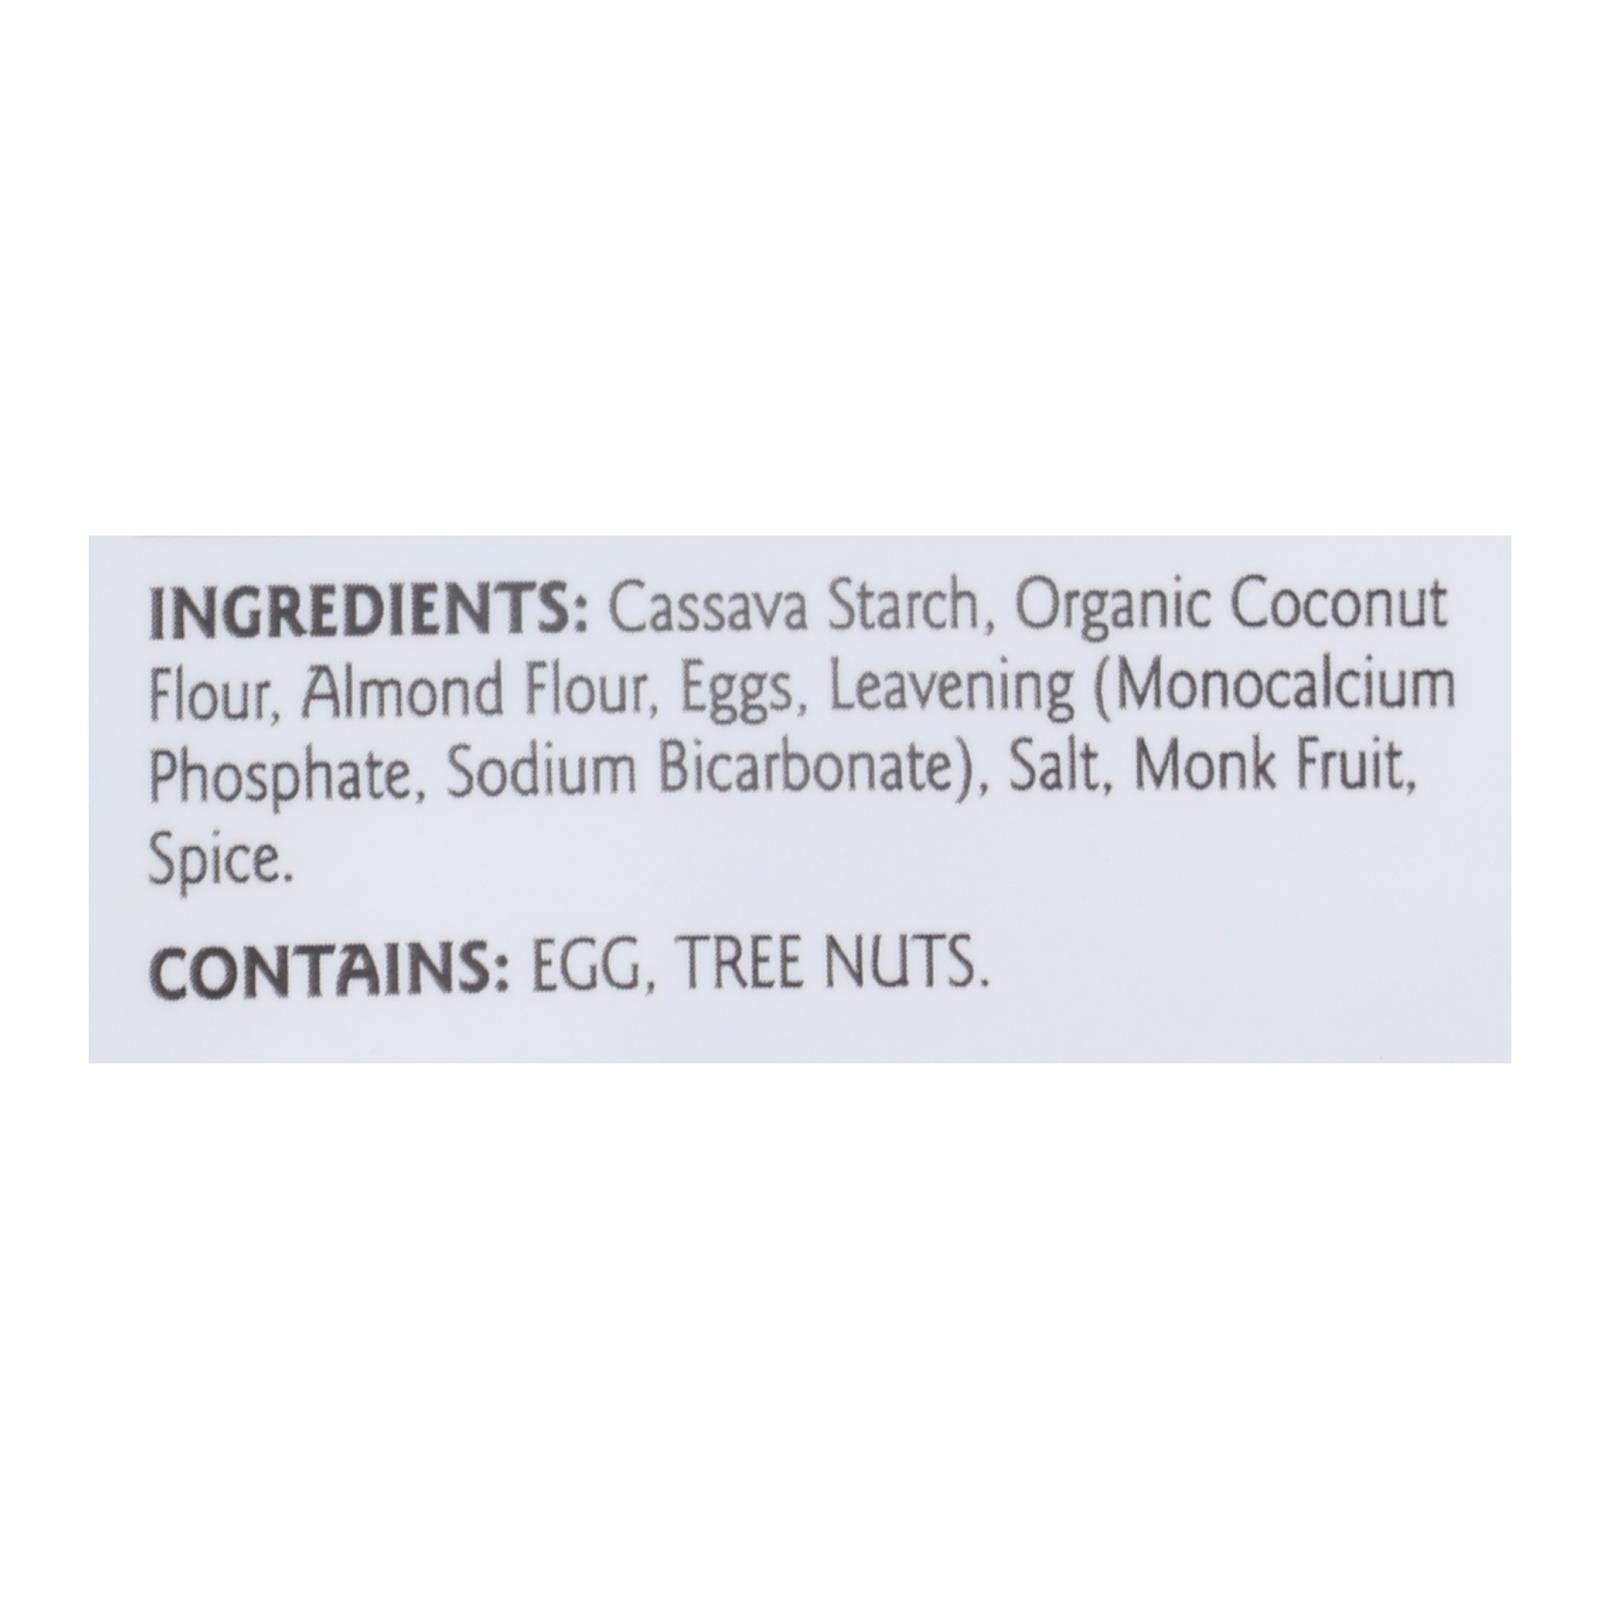 INGREDIENTS: Cassava Starch, Organic Coconut
Flour, Almond Flour, Eggs, Leavening (Monocalcium
Phosphate, Sodium Bicarbonate), Salt, Monk Fruit,
Spice.
CONTAINS: EGG, TREE NUTS.